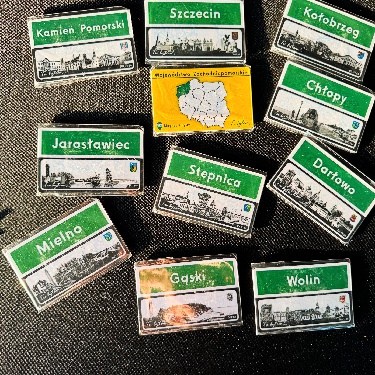 Kamień Pomorski
Szczecin
Kołobrzeg
Województwo Zachodniopomorskie
Chłopy
Jarosławiec
Stepnica
Darłowo
Mielno
Gąski
Wolin